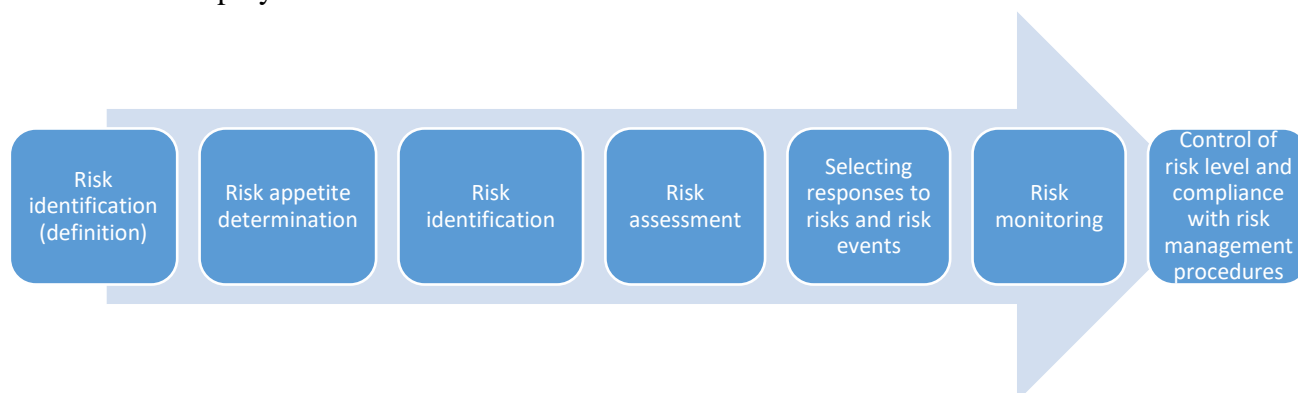 Risk
identification
(definition)
Risk appetite
determination
Risk
identification
Risk
assessment
Selecting
responses to
risks and risk
events
Risk
monitoring
Control of
risk level and
compliance
with risk
management
procedures